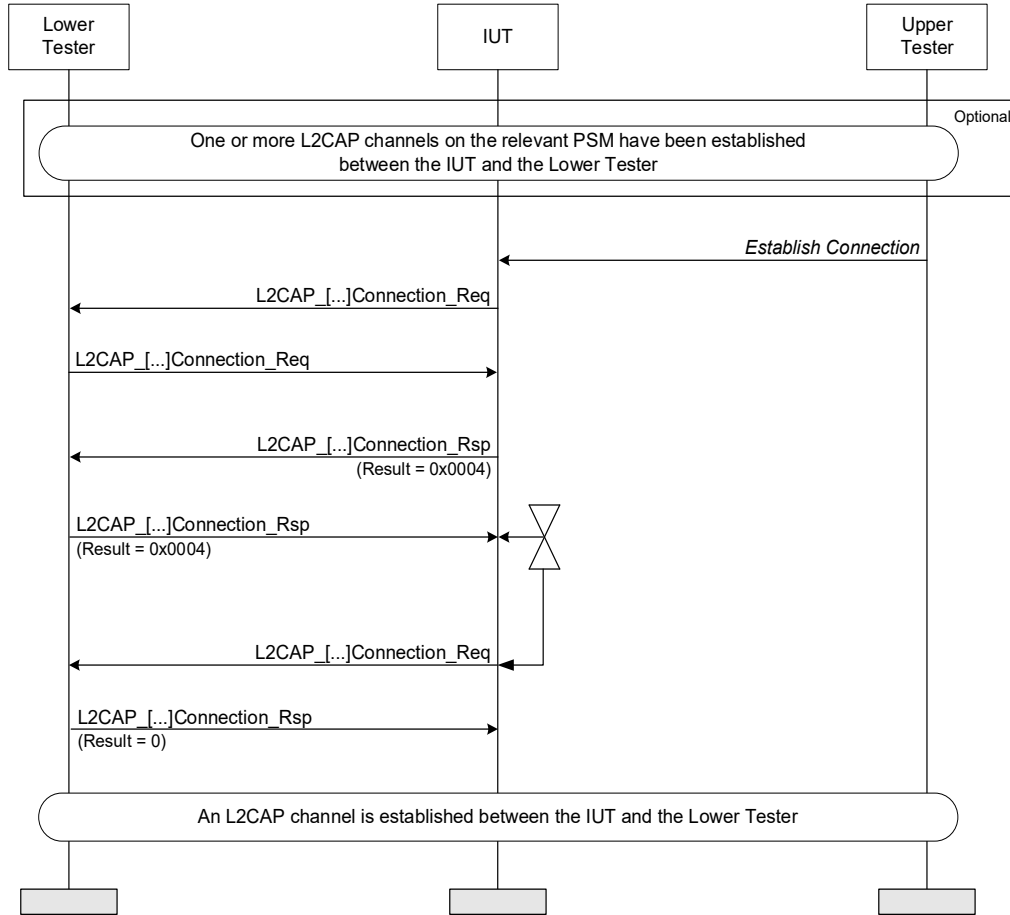 Lower
Tester
IUT
Upper
Tester
Optional
One or more L2CAP channels on the relevant PSM have been established
between the IUT and the Lower Tester
Establish Connection
L2CAP_[...]Connection_Req
L2CAP_[...]Connection_Req
L2CAP_[...]Connection_Rsp
(Result = 0x0004)
L2CAP_[...]Connection_Rsp
(Result = 0x0004)
L2CAP_[...]Connection_Req
L2CAP_[...]Connection_Rsp
(Result = 0)
An L2CAP channel is established between the IUT and the Lower Tester